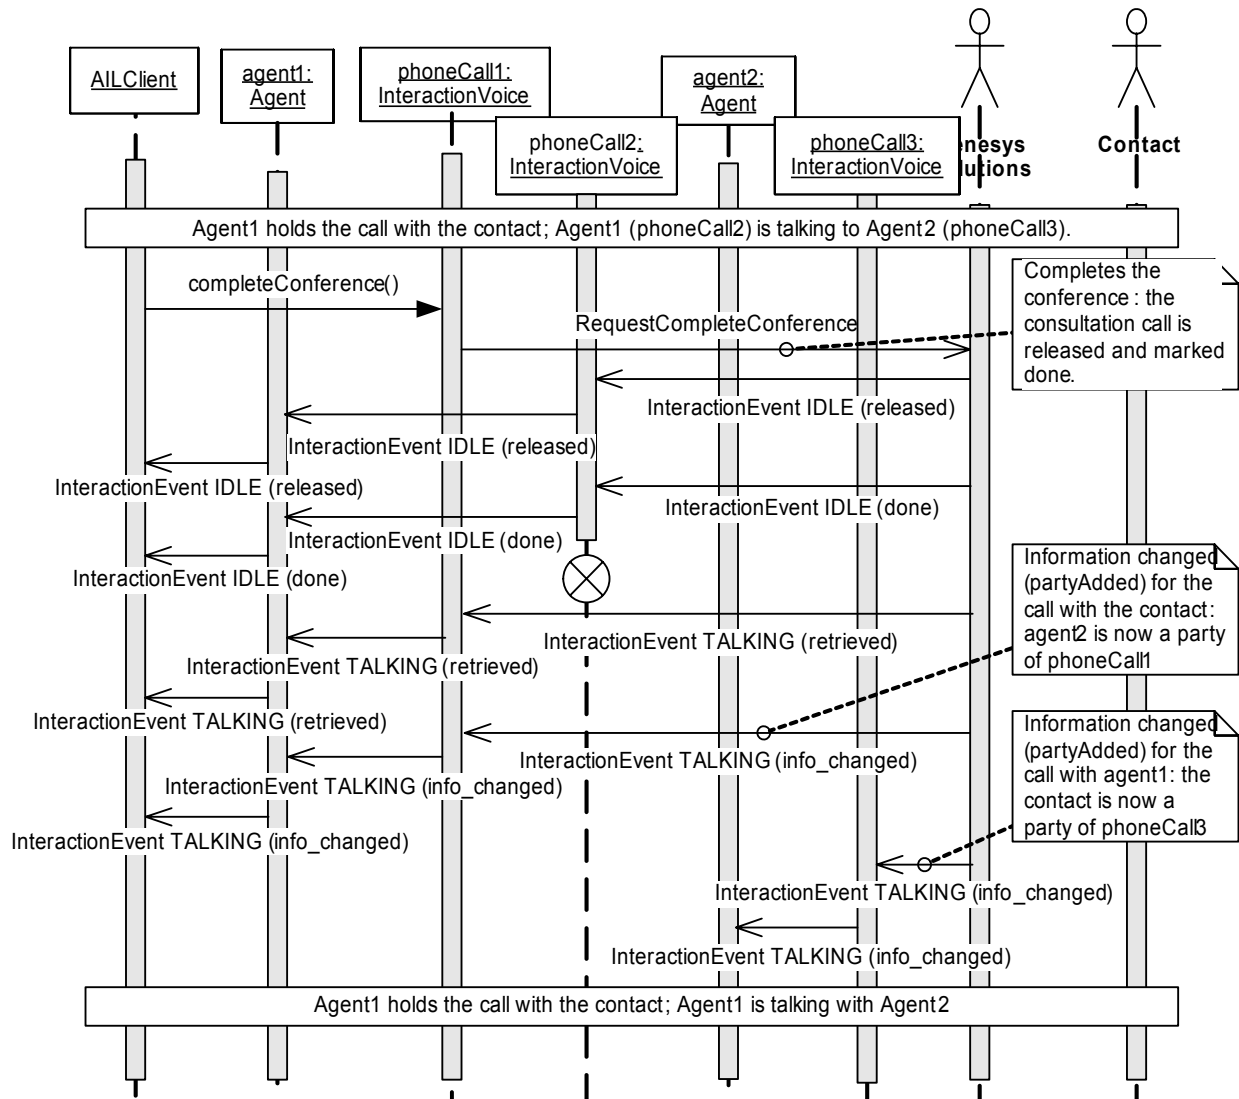 AILClient
agent1:
Agent
phoneCall1:
InteractionVoice
phoneCall2:
InteractionVoice
agent2:
Agent
phoneCall3:
InteractionVoice
enesys
lutions
Contact
Agent1 holds the call with the contact; Agent1 (phoneCall2) is talking to Agent2 (phoneCall3).
completeConference()
RequestCompleteConference
Completes the
conference: the
consultation call is
released and marked
done.
InteractionEvent IDLE (released)
InteractionEvent IDLE (released)
InteractionEvent IDLE (released)
InteractionEvent IDLE (done)
InteractionEvent IDLE (done)
InteractionEvent IDLE (done)
Information changed
(partyAdded) for the
call with the contact:
agent2 is now a party
of phoneCall1
InteractionEvent TALKING (retrieved)
InteractionEvent TALKING (retrieved)
InteractionEvent TALKING (retrieved)
Information changed
(partyAdded) for the
call with agent1: the
contact is now a
party of phoneCall3
InteractionEvent TALKING (info_changed)
InteractionEvent TALKING (info_changed)
InteractionEvent TALKING (info_changed)
InteractionEvent TALKING (info_changed)
InteractionEvent TALKING (info_changed)
Agent1 holds the call with the contact; Agent1 is talking with Agent2